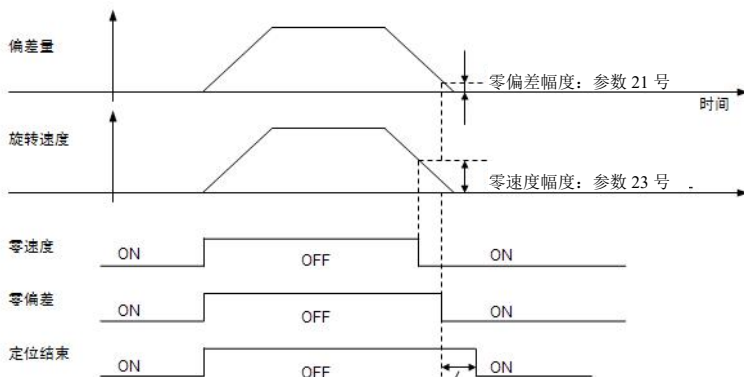 偏差量
零偏差幅度：参数 21 号
时间
旋转速度
零速度幅度：参数 23 号
零速度
ON
OFF
ON
零偏差
ON
OFF
ON
定位结束
ON
OFF
ON